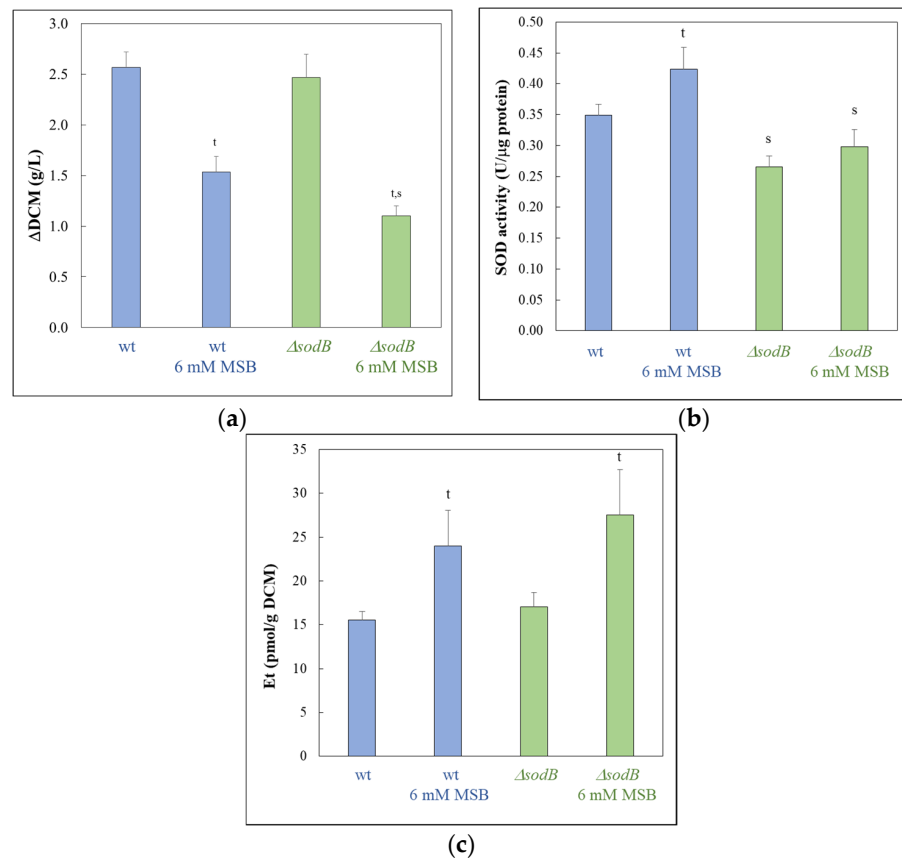 3.0
2.5
2.0
1.5
1.0
0.5
0.0
ΔDCM (g/L)
t
t,s
wt
wt
6 mM MSB
ΔsodB
ΔsodB
6 mM MSB
(a)
0.50
0.45
0.40
0.35
0.30
0.25
0.20
0.15
0.10
0.05
0.00
SOD activity (U/μg protein)
t
s
s
wt
wt
6 mM MSB
ΔsodB
ΔsodB
6 mM MSB
(b)
35
30
25
20
15
10
5
0
Et (pmol/g DCM)
t
t
wt
wt
6 mM MSB
ΔsodB
ΔsodB
6 mM MSB
(c)